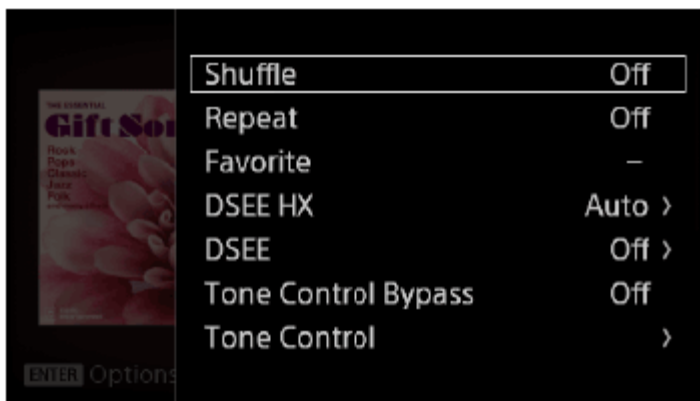 Shuffle Off
Repeat Off
Favorite –
DSEE HX Auto >
DSEE Off >
Tone Control Bypass Off
Tone Control >
THE ESSENTIAL
Gift Son
Rock
Pops
Classic
Jazz
Folk
ENTER Options